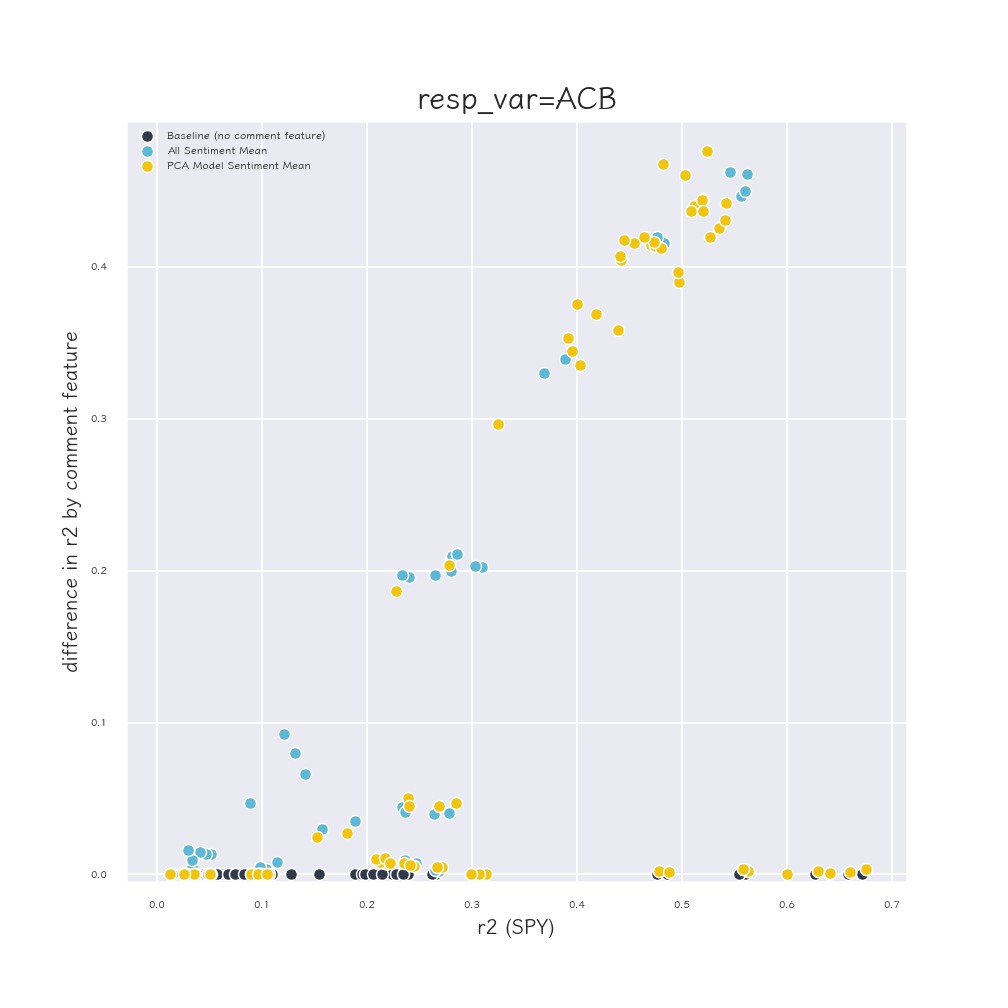 resp_var=ACB
Baseline (no comment feature)
All Sentiment Mean
PCA Model Sentiment Mean
difference in r2 by comment feature
0.4
0.3
0.2
0.1
0.0
0.0 0.1 0.2 0.3 0.4 0.5 0.6 0.7
r2 (SPY)